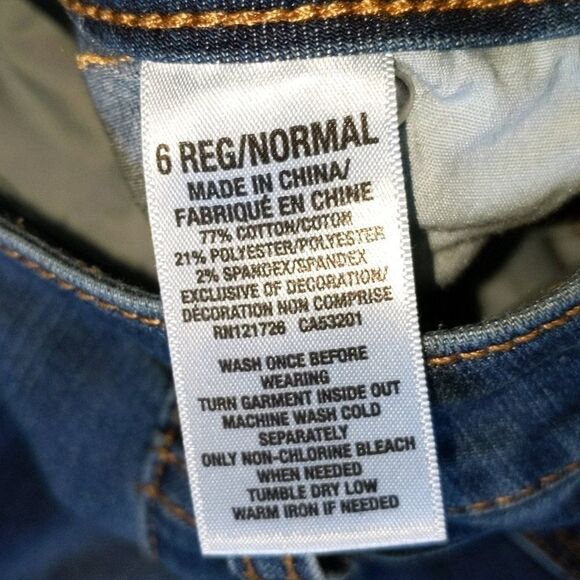 6 REG/NORMAL
MADE IN CHINA/
FABRIQUÉ EN CHINE
77% COTTON/COTON
21% POLYESTER/POLYESTER
2% SPANDEX/SPANDEX
EXCLUSIVE OF DECORATION/
DÉCORATION NON COMPRISE
RN121726 CA53201
WASH ONCE BEFORE
WEARING
TURN GARMENT INSIDE OUT
MACHINE WASH COLD
SEPARATELY
ONLY NON-CHLORINE BLEACH
WHEN NEEDED
TUMBLE DRY LOW
WARM IRON IF NEEDED